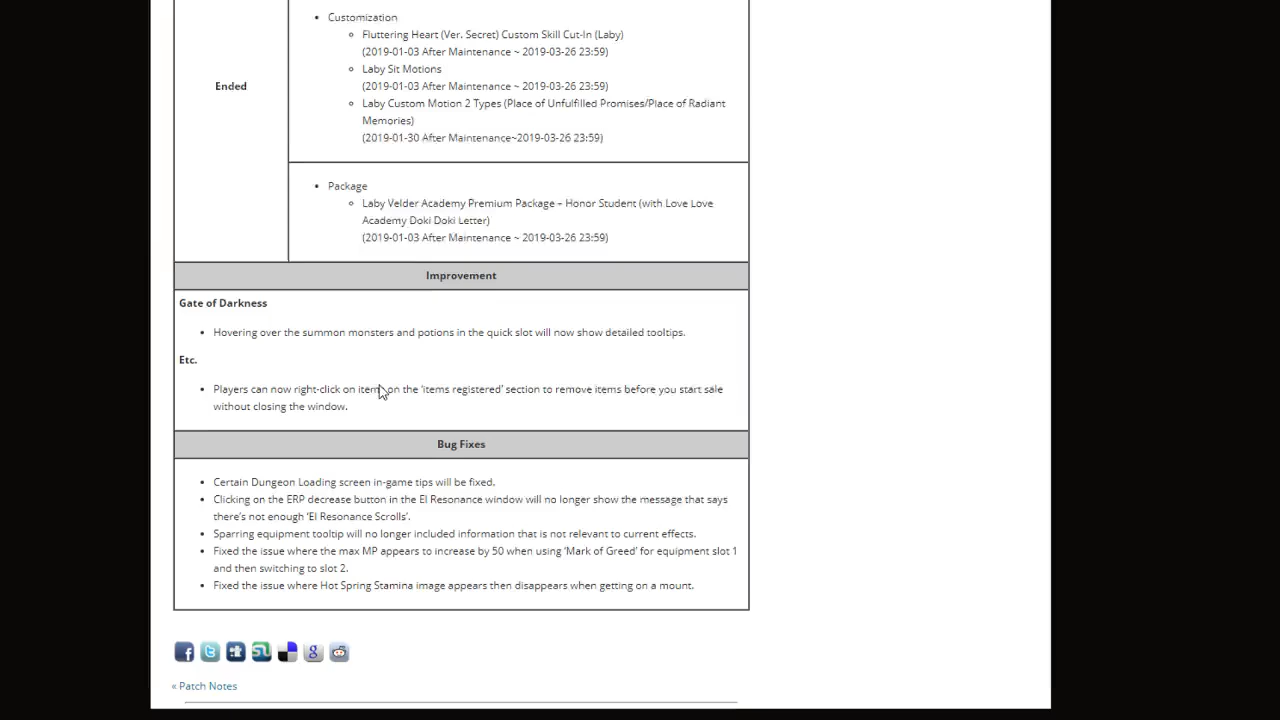 Customization
Fluttering Heart (Ver. Secret) Custom Skill Cut-In (Laby)
(2019-01-03 After Maintenance ~ 2019-03-26 23:59)
Laby Sit Motions
Ended
(2019-01-03 After Maintenance ~ 2019-03-26 23:59)
Laby Custom Motion 2 Types (Place of Unfulfilled Promises/Place of Radiant
Memories)
(2019-01-30 After Maintenance~2019-03-26 23:59)
Package
Laby Velder Academy Premium Package – Honor Student (with Love Love
Academy Doki Doki Letter)
(2019-01-03 After Maintenance ~ 2019-03-26 23:59)
Improvement
Gate of Darkness
Hovering over the summon monsters and potions in the quick slot will now show detailed tooltips.
Etc.
Players can now right-click on items on the ‘items registered’ section to remove items before you start sale
without closing the window.
Bug Fixes
Certain Dungeon Loading screen in-game tips will be fixed.
Clicking on the ERP decrease button in the El Resonance window will no longer show the message that says
there’s not enough ‘El Resonance Scrolls’.
Sparring equipment tooltip will no longer included information that is not relevant to current effects.
Fixed the issue where the max MP appears to increase by 50 when using ‘Mark of Greed’ for equipment slot 1
and then switching to slot 2.
Fixed the issue where Hot Spring Stamina image appears then disappears when getting on a mount.
« Patch Notes